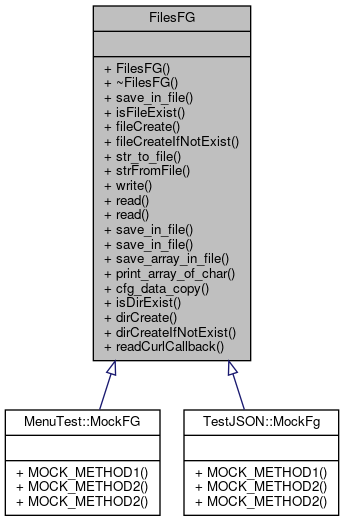 FilesFG
+ FilesFG()
+ ~FilesFG()
+ save_in_file()
+ isFileExist()
+ fileCreate()
+ fileCreateIfNotExist()
+ str_to_file()
+ strFromFile()
+ write()
+ read()
+ read()
+ save_in_file()
+ save_in_file()
+ save_array_in_file()
+ print_array_of_char()
+ cfg_data_copy()
+ isDirExist()
+ dirCreate()
+ dirCreateIfNotExist()
+ readCurlCallback()
MenuTest::MockFG
+ MOCK_METHOD1()
+ MOCK_METHOD2()
+ MOCK_METHOD2()
TestJSON::MockFg
+ MOCK_METHOD1()
+ MOCK_METHOD2()
+ MOCK_METHOD2()